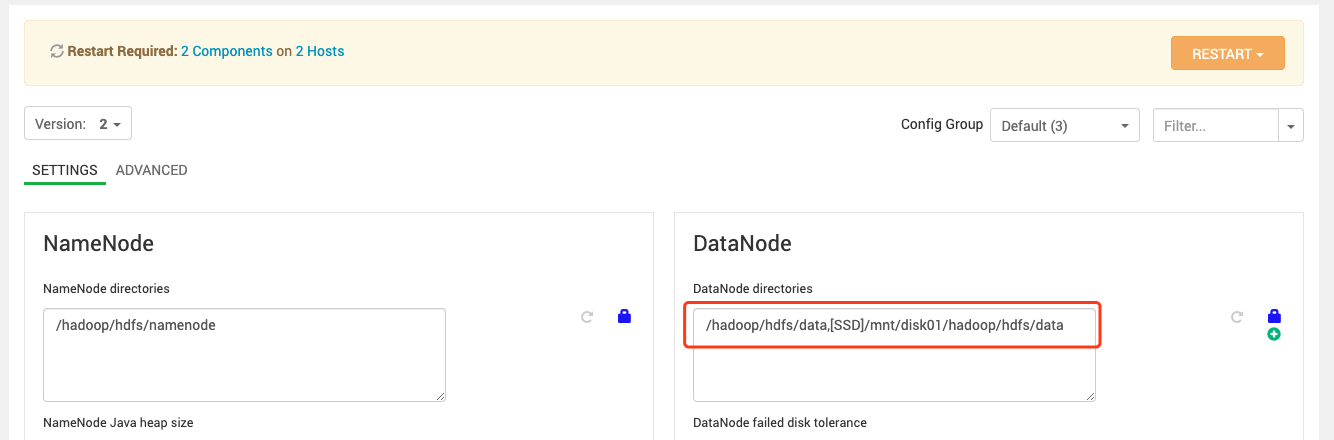 Restart Required: 2 Components on 2 Hosts
RESTART
Version: 2
Config Group
Default (3)
Filter...
SETTINGS
ADVANCED
NameNode
NameNode directories
/hadoop/hdfs/namenode
NameNode Java heap size
DataNode
DataNode directories
/hadoop/hdfs/data,[SSD]/mnt/disk01/hadoop/hdfs/data
DataNode failed disk tolerance